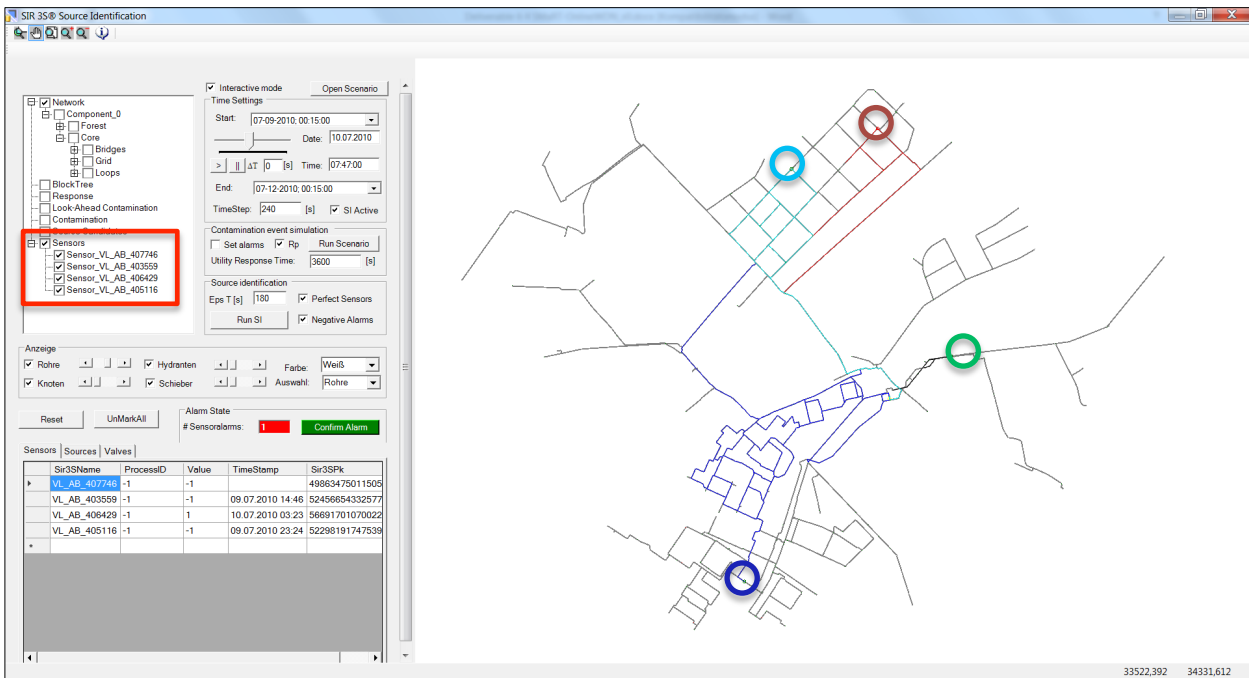 SIR 3S® Source Identification
Network
Component_0
Forest
Core
Bridges
Grid
Loops
BlockTree
Response
Look-Ahead Contamination
Contamination
Source Candidates
Sensors
Sensor_VL_AB_407746
Sensor_VL_AB_403559
Sensor_VL_AB_406429
Sensor_VL_AB_405116
Interactive mode Open Scenario
Time Settings
Start: 07-09-2010; 00:15:00
Date: 10.07.2010
> || ΔT 0 [s] Time: 07:47:00
End: 07-12-2010; 00:15:00
TimeStep: 240 [s] SI Active
Contamination event simulation
Set alarms Rp Run Scenario
Utility Response Time: 3600 [s]
Source identification
Eps T [s] 180 Perfect Sensors
Run SI Negative Alarms
Anzeige
Rohre Hydranten Farbe: Weiß
Knoten Schieber Auswahl: Rohre
Reset UnMarkAll
Alarm State
# Sensoralarms: 1 Confirm Alarm
Sensors Sources Valves
Sir3SName ProcessID Value TimeStamp Sir3SPk
VL_AB_407746 -1 -1 49863475011505
VL_AB_403559 -1 -1 09.07.2010 14:46 52456654332577
VL_AB_406429 -1 1 10.07.2010 03:23 56691701070022
VL_AB_405116 -1 -1 09.07.2010 23:24 52298191747539
33522,392 34331,612